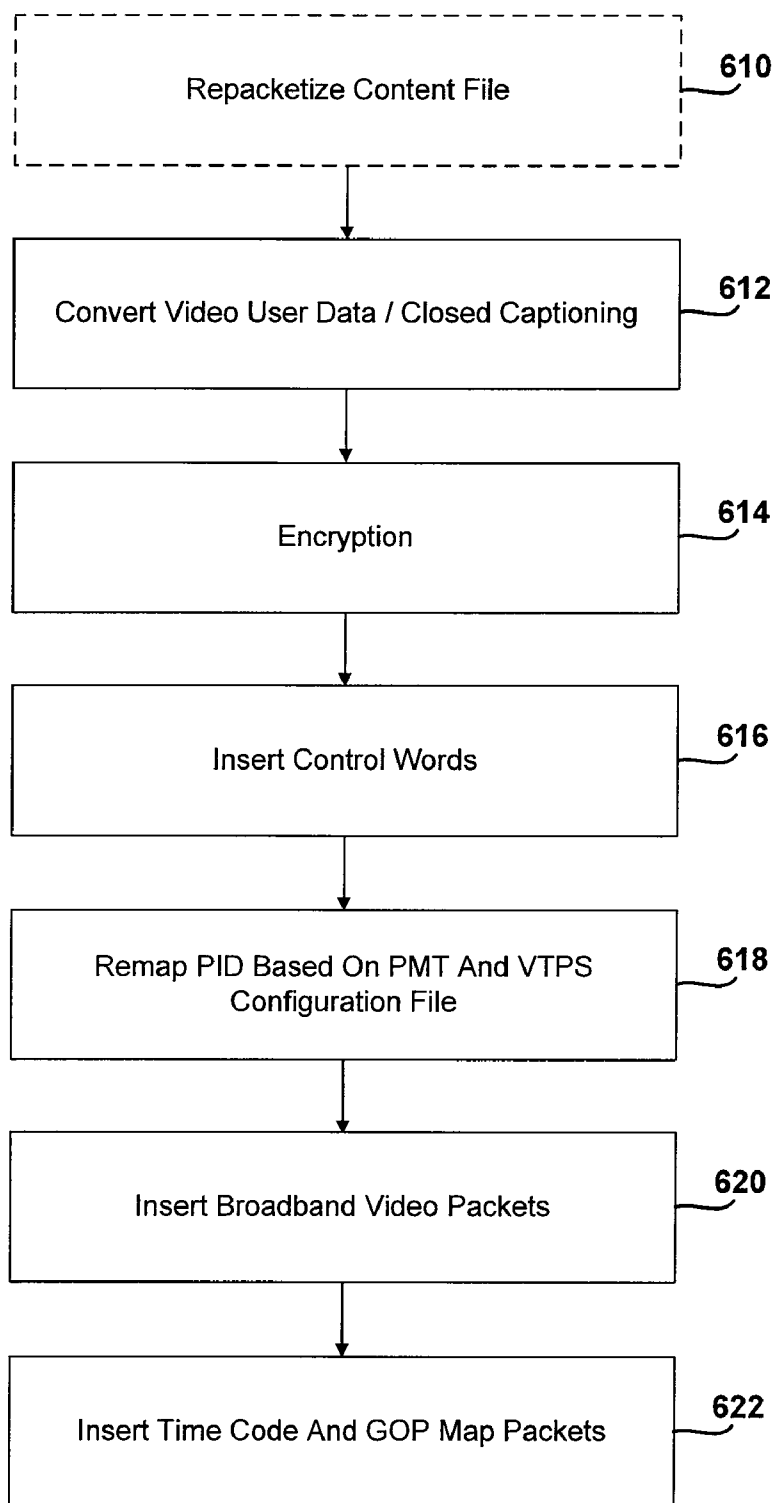 610
Repacketize Content File
612
Convert Video User Data / Closed Captioning
614
Encryption
616
Insert Control Words
618
Remap PID Based On PMT And VTPS
Configuration File
620
Insert Broadband Video Packets
622
Insert Time Code And GOP Map Packets